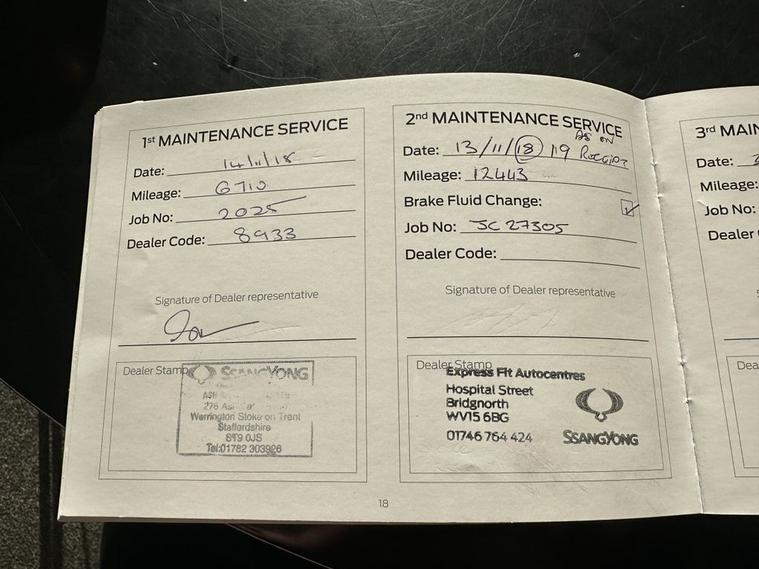 1st MAINTENANCE SERVICE
Date: 14/11/18
Mileage: 6710
Job No: 2025
Dealer Code: 8933
Signature of Dealer representative
Dealer Stamp
SSANGYONG
Werrington Stoke on Trent
Staffordshire
ST9 0JS
Tel:01782 303926
2nd MAINTENANCE SERVICE
AS ON
Date: 13/11/18/19 RECEIPT
Mileage: 12443
Brake Fluid Change: ✓
Job No: JC 27305
Dealer Code:
Signature of Dealer representative
Dealer Stamp
Express Fit Autocentres
Hospital Street
Bridgnorth
WV15 6BG
01746 764 424
SSANGYONG
18
3rd MAIN
Date:
Mileage:
Job No:
Dealer
Dea